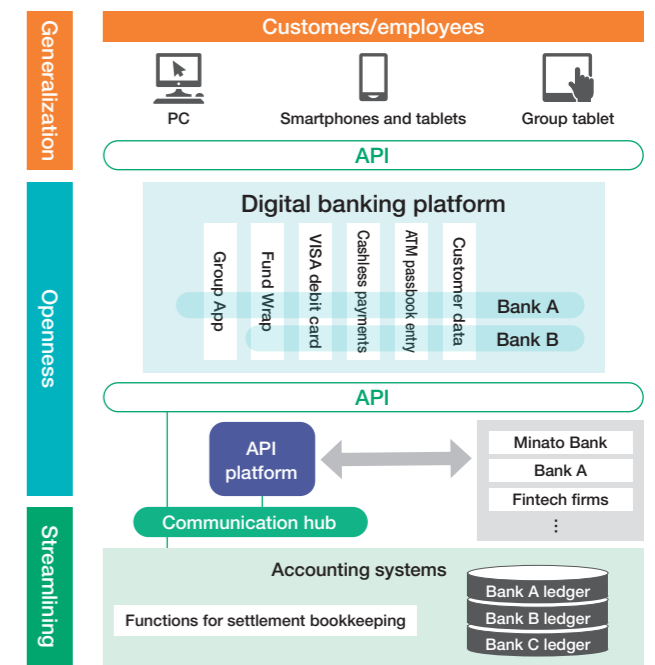 Generalization
Customers/employees
PC
Smartphones and tablets
Group tablet
API
Openness
Digital banking platform
Group App
Fund Wrap
VISA debit card
Cashless payments
ATM passbook entry
Customer data
Bank A
Bank B
API
API
platform
Minato Bank
Bank A
Fintech firms
⋮
Communication hub
Streamlining
Accounting systems
Functions for settlement bookkeeping
Bank A ledger
Bank B ledger
Bank C ledger